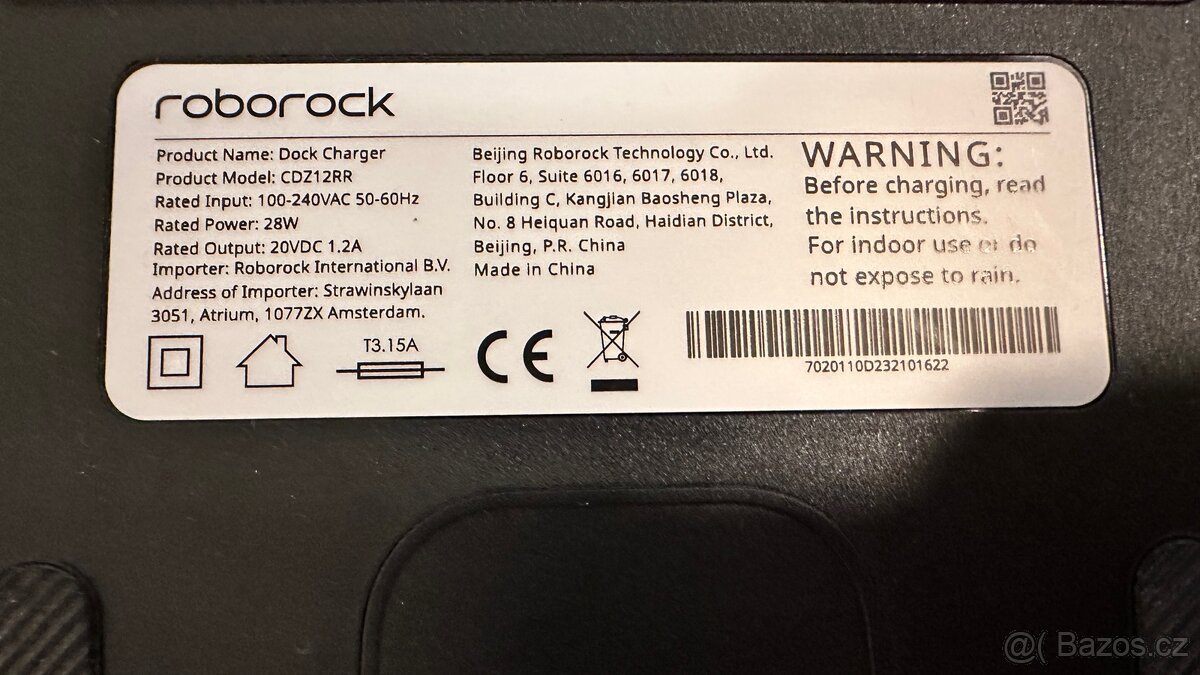 roborock
Product Name: Dock Charger
Product Model: CDZ12RR
Rated Input: 100-240VAC 50-60Hz
Rated Power: 28W
Rated Output: 20VDC 1.2A
Importer: Roborock International B.V.
Address of Importer: Strawinskylaan
3051, Atrium, 1077ZX Amsterdam.
T3.15A
CE
Beijing Roborock Technology Co., Ltd.
Floor 6, Suite 6016, 6017, 6018,
Building C, Kangjian Baosheng Plaza,
No. 8 Heiquan Road, Haidian District,
Beijing, P.R. China
Made in China
WARNING:
Before charging, read
the instructions.
For indoor use or do
not expose to rain.
7020110D232101622
@( Bazos.cz